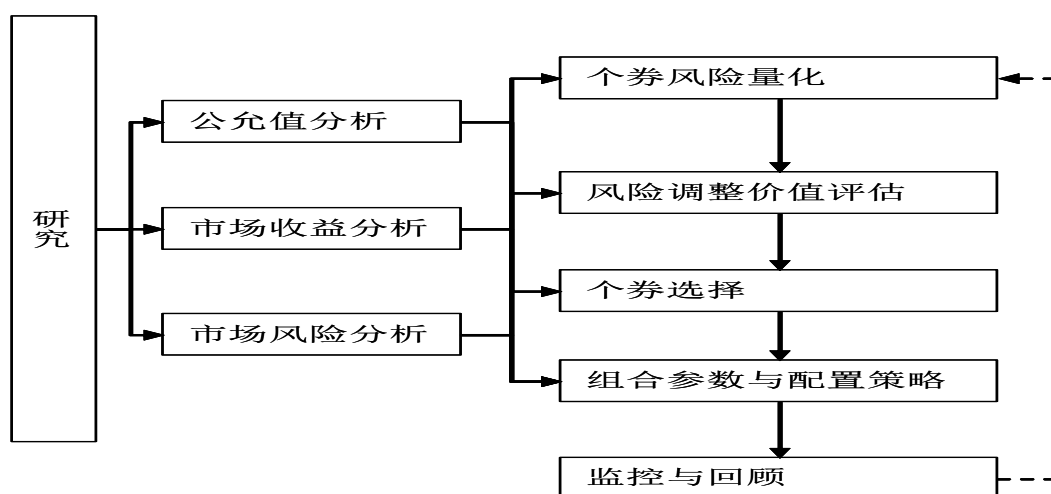 研究
公允值分析
市场收益分析
市场风险分析
个券风险量化
风险调整价值评估
个券选择
组合参数与配置策略
监控与回顾